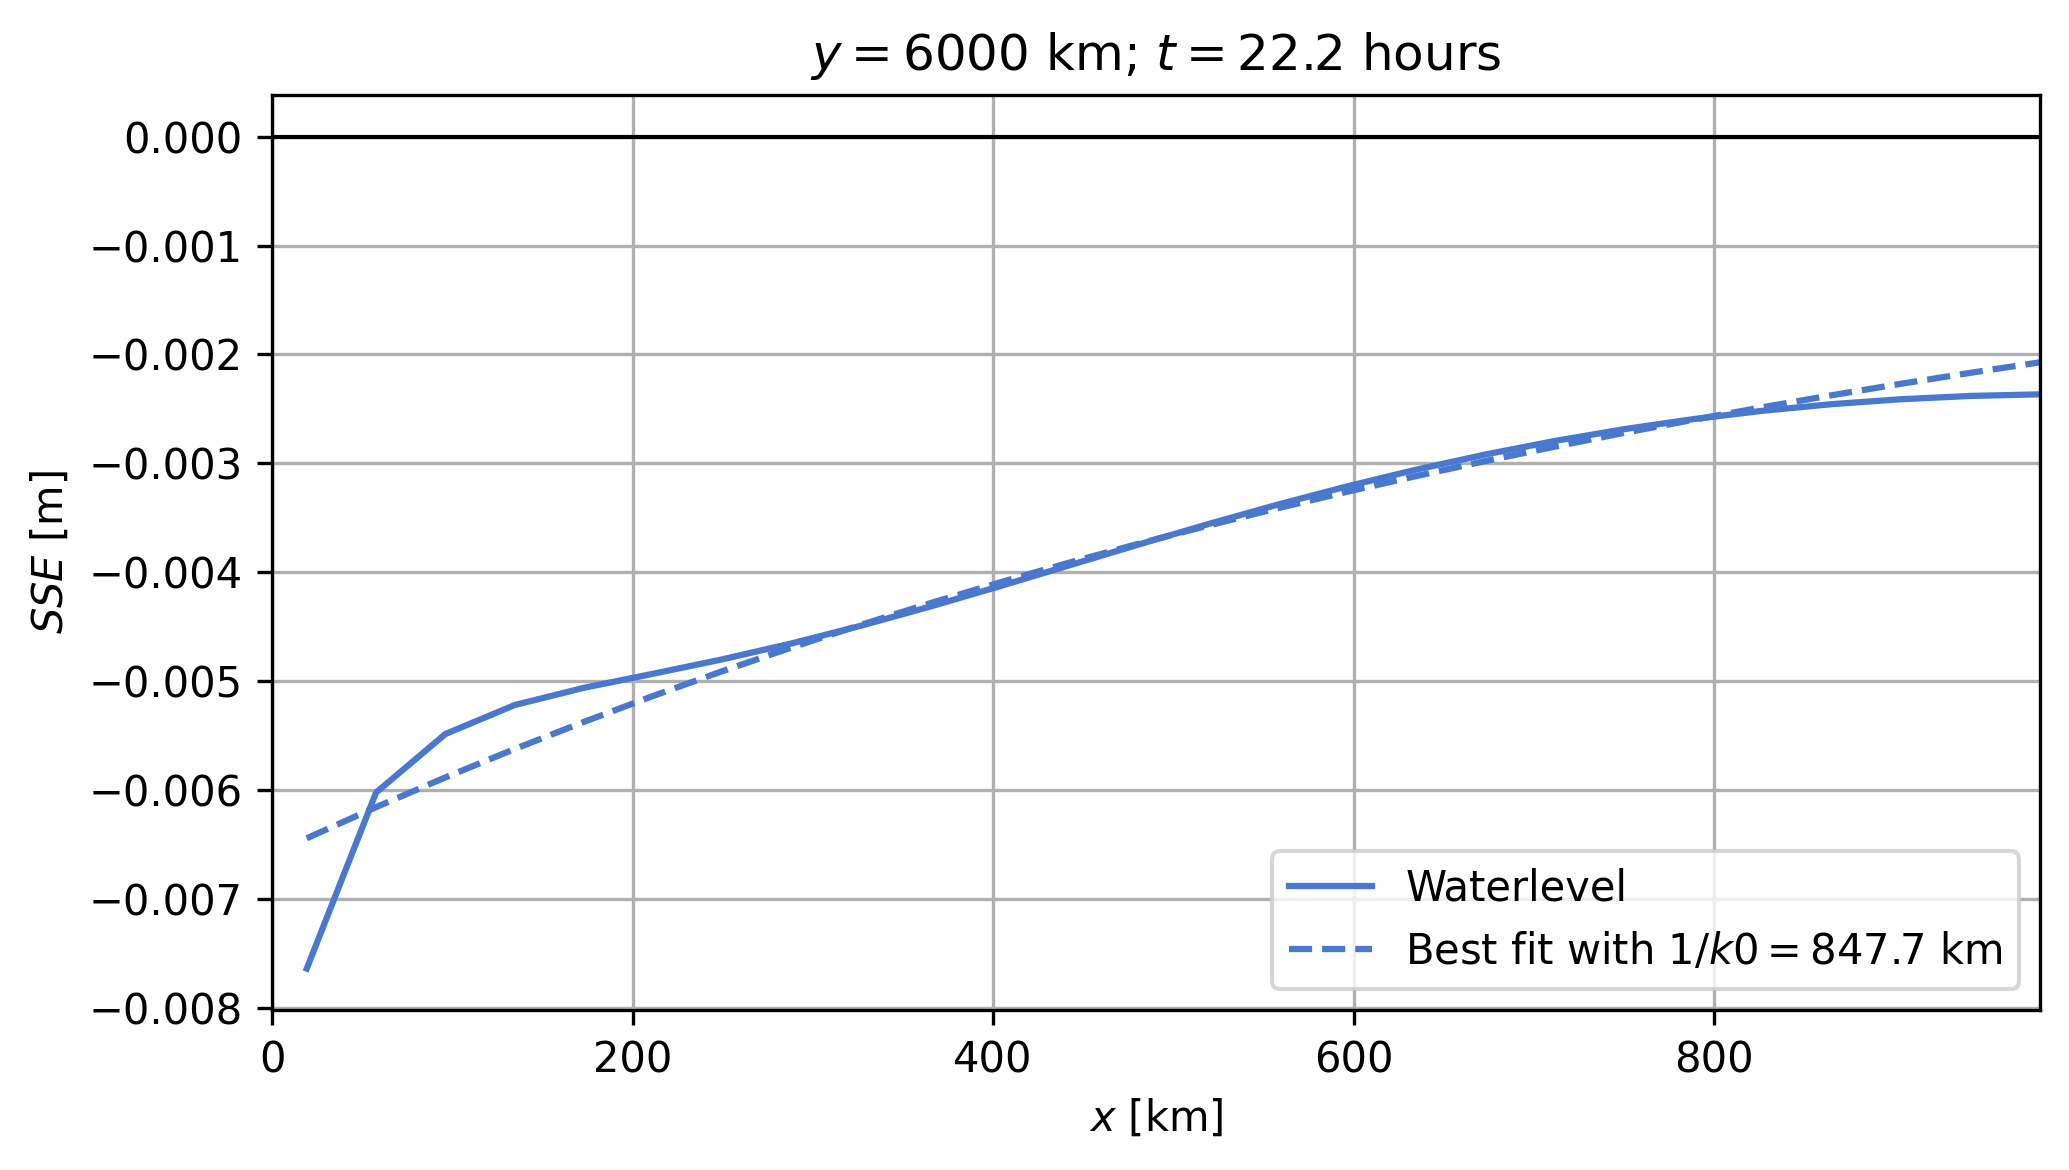 y = 6000 km; t = 22.2 hours
0.000
−0.001
−0.002
−0.003
−0.004
−0.005
−0.006
−0.007
−0.008
SSE [m]
Waterlevel
Best fit with 1/k0 = 847.7 km
0 200 400 600 800
x [km]